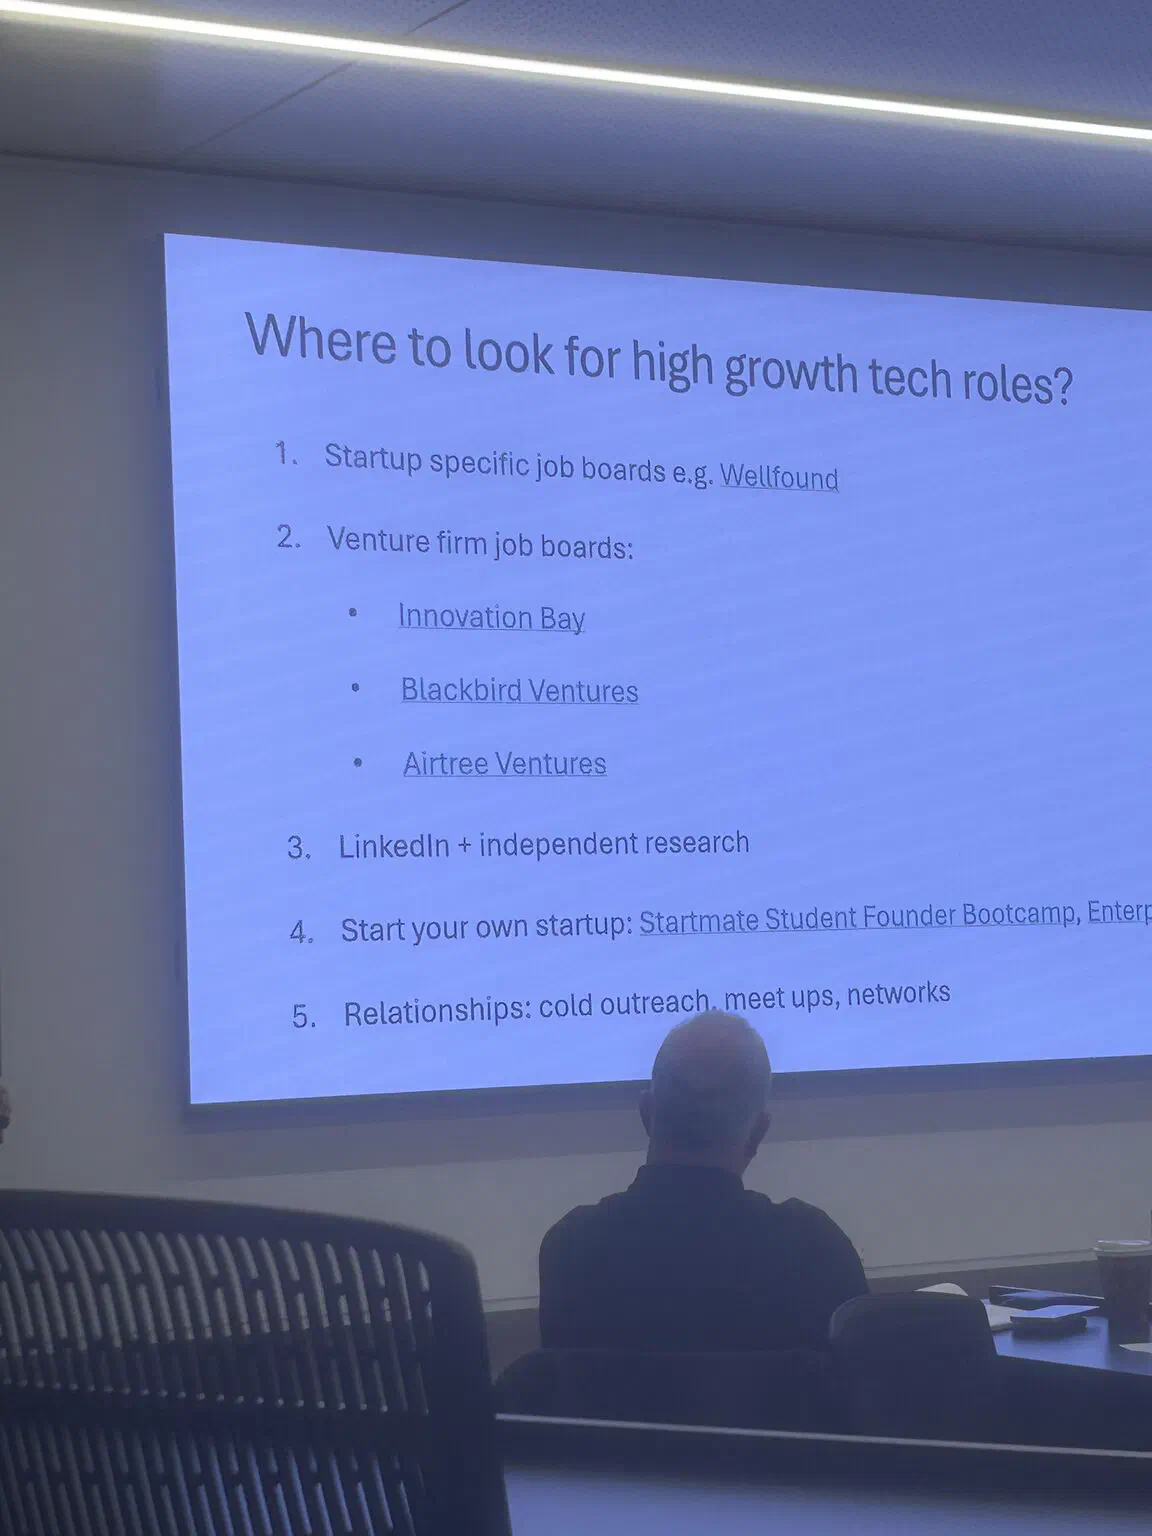 Where to look for high growth tech roles?
1. Startup specific job boards e.g. Wellfound
2. Venture firm job boards:
• Innovation Bay
• Blackbird Ventures
• Airtree Ventures
3. LinkedIn + independent research
4. Start your own startup: Startmate Student Founder Bootcamp,
5. Relationships: cold outreach, meet ups, networks